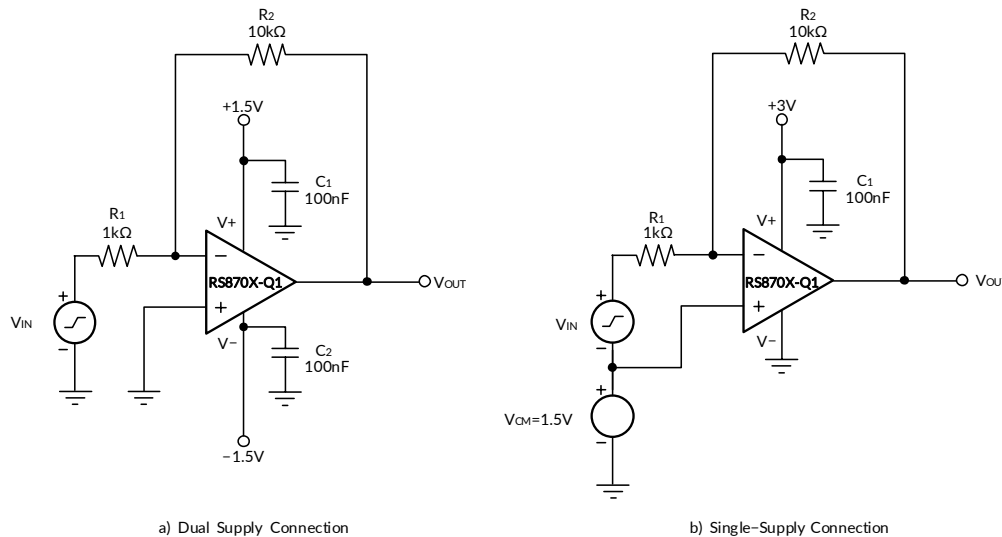 R2
10kΩ
+1.5V
C1
100nF
R1
1kΩ
V+
−
RS870X-Q1
+
VOUT
+
VIN
−
V−
C2
100nF
−1.5V
a) Dual Supply Connection
R2
10kΩ
+3V
C1
100nF
R1
1kΩ
V+
−
RS870X-Q1
+
VOU
+
VIN
−
V−
+
VCM=1.5V
−
b) Single−Supply Connection